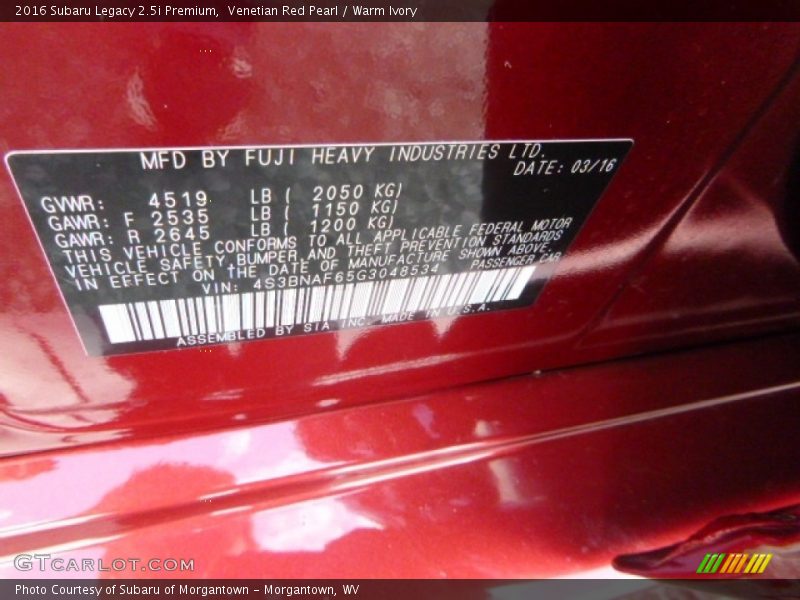 2016 Subaru Legacy 2.5i Premium,  Venetian Red Pearl / Warm Ivory
MFD BY FUJI HEAVY INDUSTRIES LTD.
DATE: 03/16
GVWR: 4519 LB ( 2050 KG)
GAWR: F 2535 LB ( 1150 KG)
GAWR: R 2645 LB ( 1200 KG)
THIS VEHICLE CONFORMS TO ALL APPLICABLE FEDERAL MOTOR
VEHICLE SAFETY BUMPER, AND THEFT PREVENTION STANDARDS
IN EFFECT ON tHE DATE OF MANUFACTURE SHOWN ABOVE.
VIN: 4S3BNAF65G3048534 PASSENGER CAR
ASSEMBLED BY SIA INC. MADE IN U.S.A.
GTCARLOT.COM
Photo Courtesy of Subaru of Morgantown - Morgantown, WV